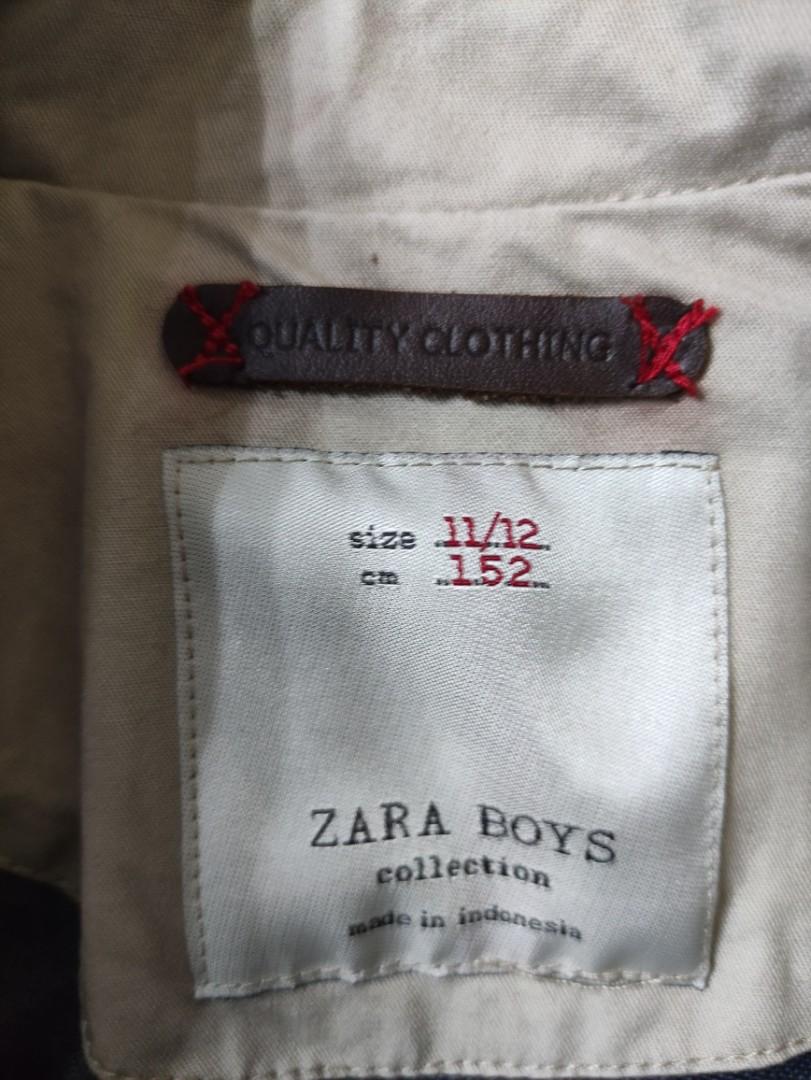 QUALITY CLOTHING
size 11/12
cm 152
ZARA BOYS
collection
made in indonesia